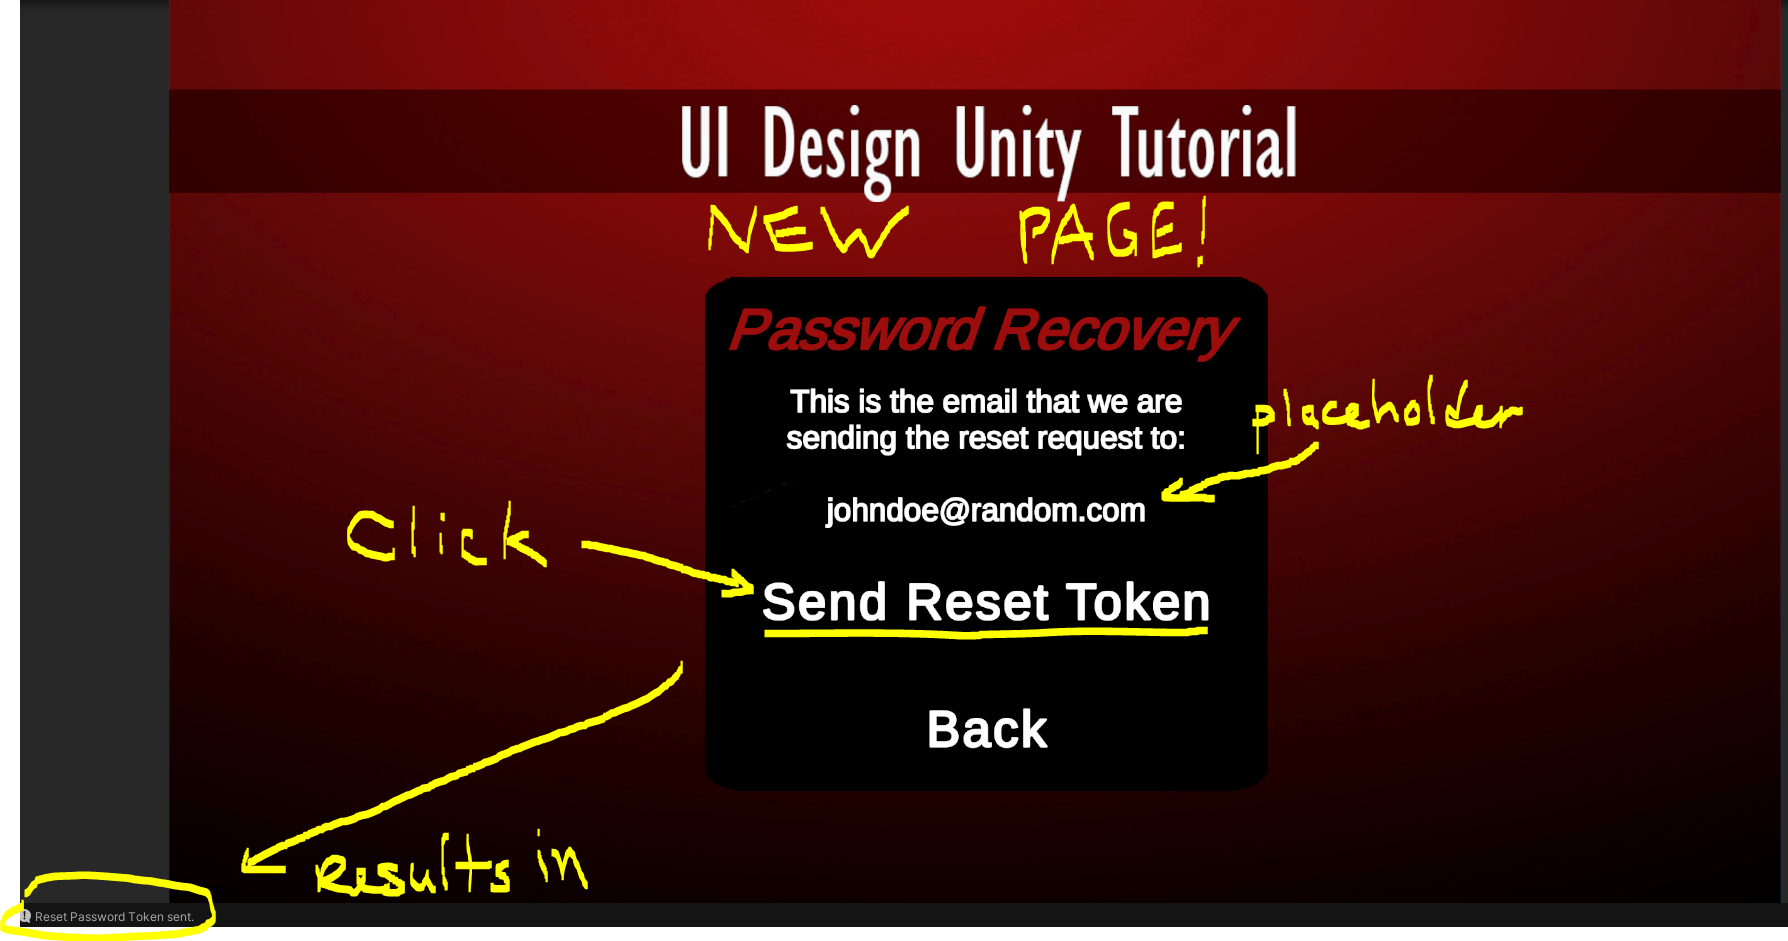 UI Design Unity Tutorial
NEW PAGE!
Password Recovery
This is the email that we are
sending the reset request to:
placeholder
johndoe@random.com
Click
Send Reset Token
Back
Results in
Reset Password Token sent.